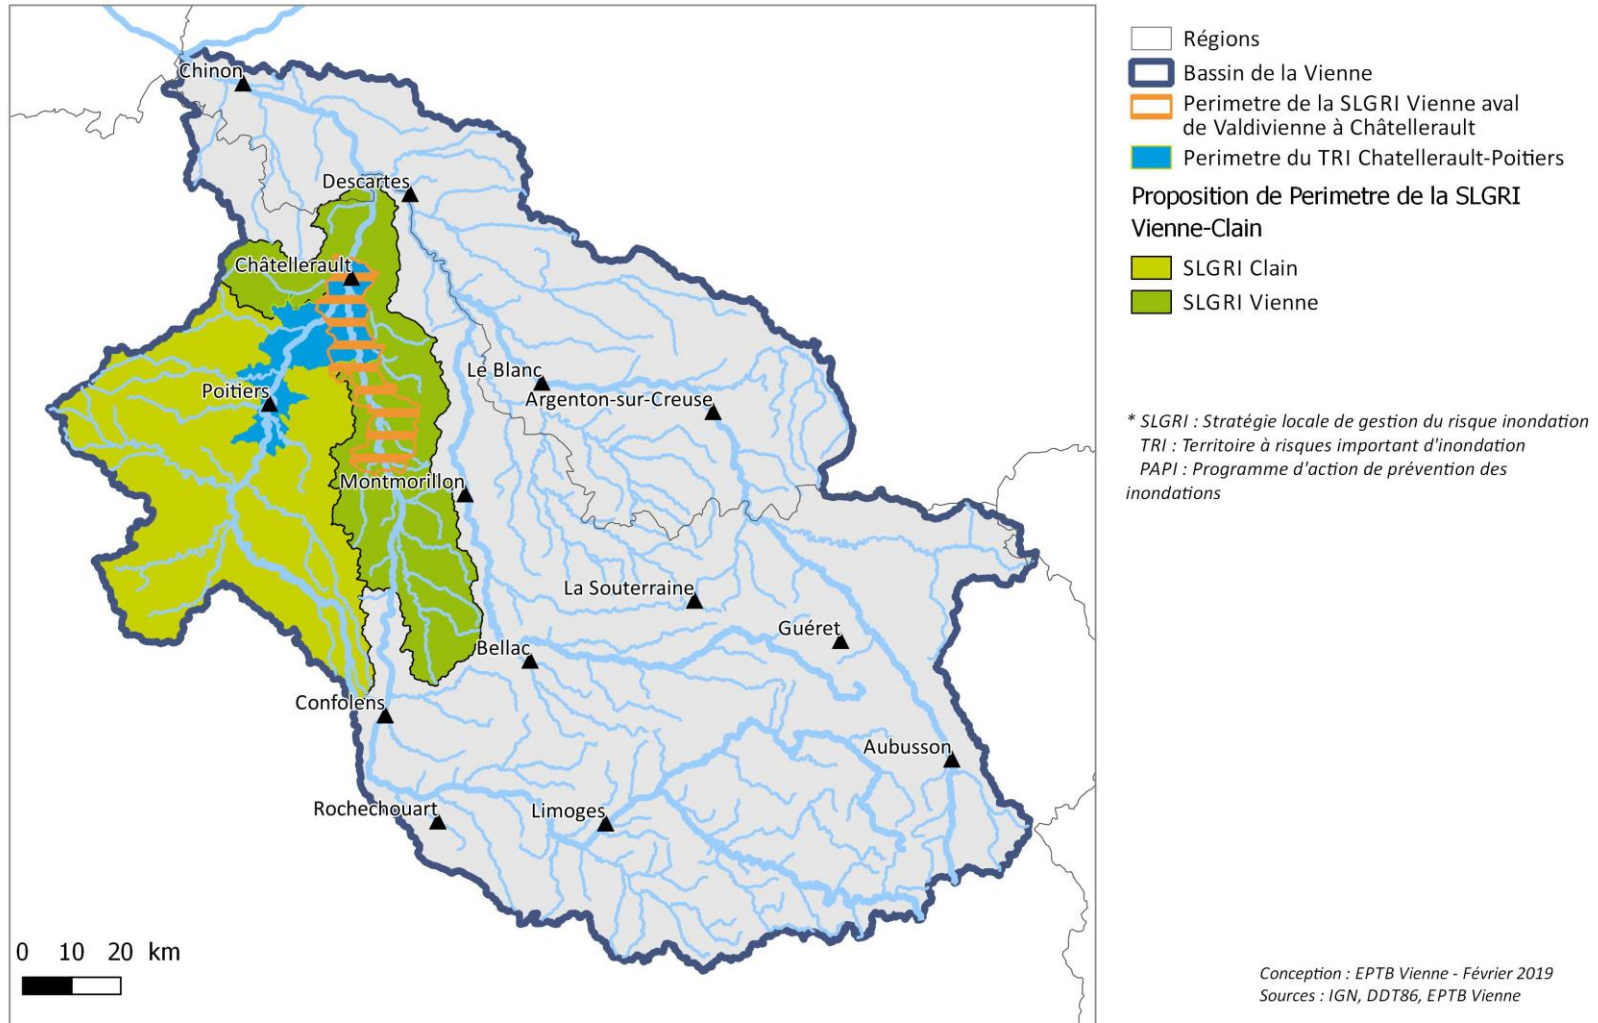 Chinon
Descartes
Châtellerault
Le Blanc
Argenton-sur-Creuse
Poitiers
Montmorillon
La Souterraine
Guéret
Bellac
Confolens
Aubusson
Rochechouart
Limoges
0 10 20 km
Régions
Bassin de la Vienne
Perimetre de la SLGRI Vienne aval
de Valdivienne à Châtellerault
Perimetre du TRI Chatellerault-Poitiers
Proposition de Perimetre de la SLGRI
Vienne-Clain
SLGRI Clain
SLGRI Vienne
* SLGRI : Stratégie locale de gestion du risque inondation
TRI : Territoire à risques important d'inondation
PAPI : Programme d'action de prévention des
inondations
Conception : EPTB Vienne - Février 2019
Sources : IGN, DDT86, EPTB Vienne